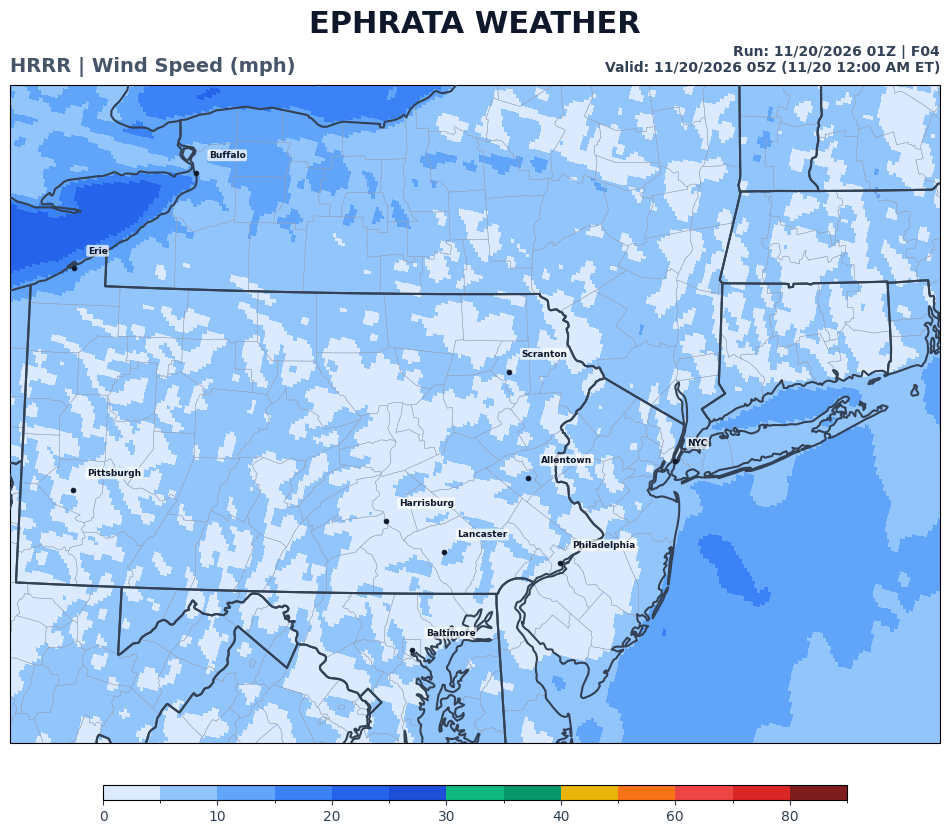 EPHRATA WEATHER
HRRR | Wind Speed (mph)
Run: 11/20/2026 01Z | F04
Valid: 11/20/2026 05Z (11/20 12:00 AM ET)
Buffalo
Erie
Scranton
NYC
Allentown
Pittsburgh
Harrisburg
Lancaster
Philadelphia
Baltimore
0 10 20 30 40 60 80